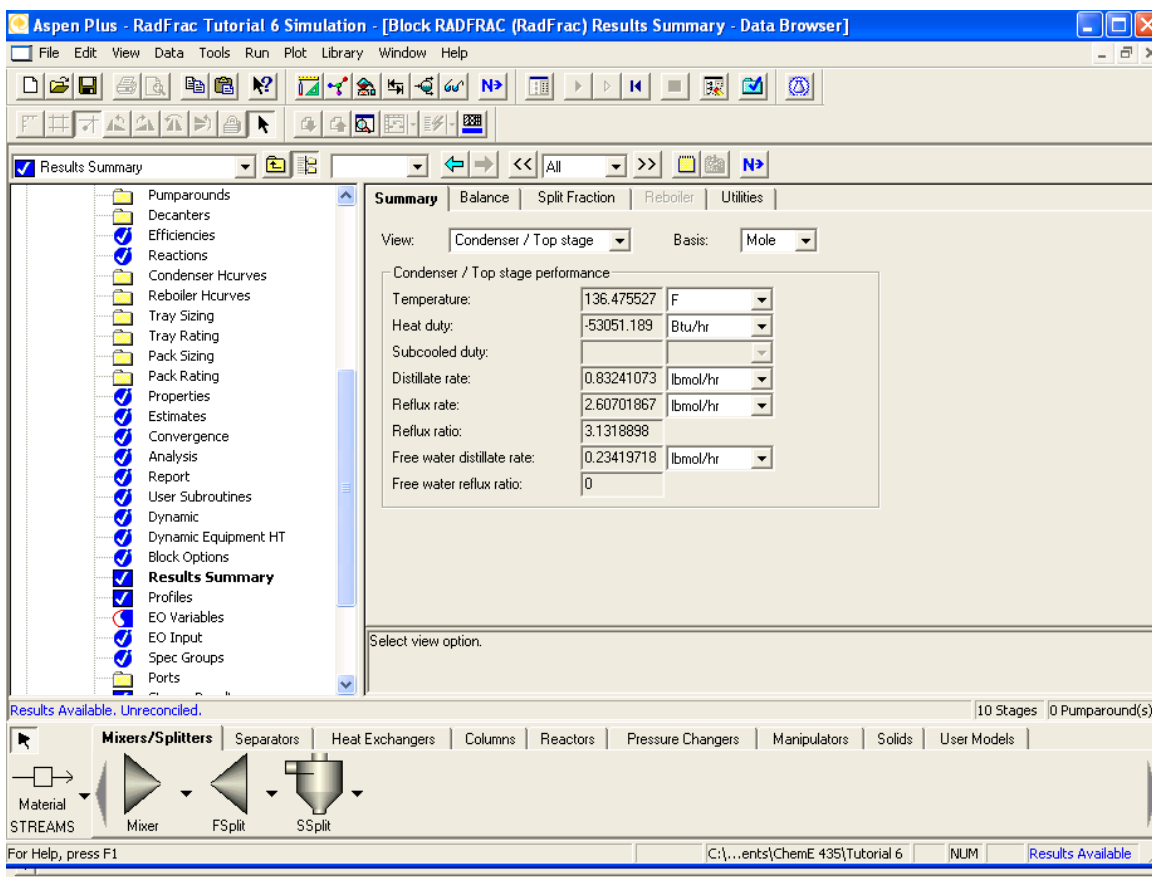 Aspen Plus - RadFrac Tutorial 6 Simulation - [Block RADFRAC (RadFrac) Results Summary - Data Browser]
File Edit View Data Tools Run Plot Library Window Help
N>
Results Summary
<< All >> N>
Pumparounds
Decanters
Efficiencies
Reactions
Condenser Hcurves
Reboiler Hcurves
Tray Sizing
Tray Rating
Pack Sizing
Pack Rating
Properties
Estimates
Convergence
Analysis
Report
User Subroutines
Dynamic
Dynamic Equipment HT
Block Options
Results Summary
Profiles
EO Variables
EO Input
Spec Groups
Ports
Summary Balance Split Fraction Reboiler Utilities
View: Condenser / Top stage Basis: Mole
Condenser / Top stage performance
Temperature: 136.475527 F
Heat duty: -53051.189 Btu/hr
Subcooled duty:
Distillate rate: 0.83241073 lbmol/hr
Reflux rate: 2.60701867 lbmol/hr
Reflux ratio: 3.1318898
Free water distillate rate: 0.23419718 lbmol/hr
Free water reflux ratio: 0
Select view option.
Results Available. Unreconciled. 10 Stages 0 Pumparound(s)
Mixers/Splitters Separators Heat Exchangers Columns Reactors Pressure Changers Manipulators Solids User Models
Material
STREAMS Mixer FSplit SSplit
For Help, press F1 C:\...ents\ChemE 435\Tutorial 6 NUM Results Available